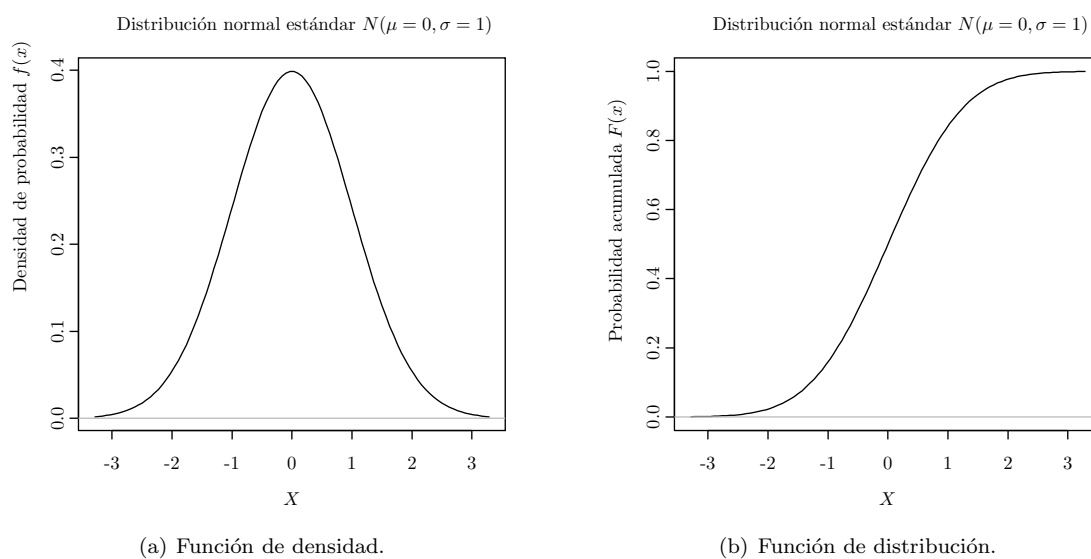 Distribución normal estándar N(μ = 0, σ = 1)
Densidad de probabilidad f(x)
0.0 0.1 0.2 0.3 0.4
-3 -2 -1 0 1 2 3
X
(a) Función de densidad.
Distribución normal estándar N(μ = 0, σ = 1)
Probabilidad acumulada F(x)
0.0 0.2 0.4 0.6 0.8 1.0
-3 -2 -1 0 1 2 3
X
(b) Función de distribución.